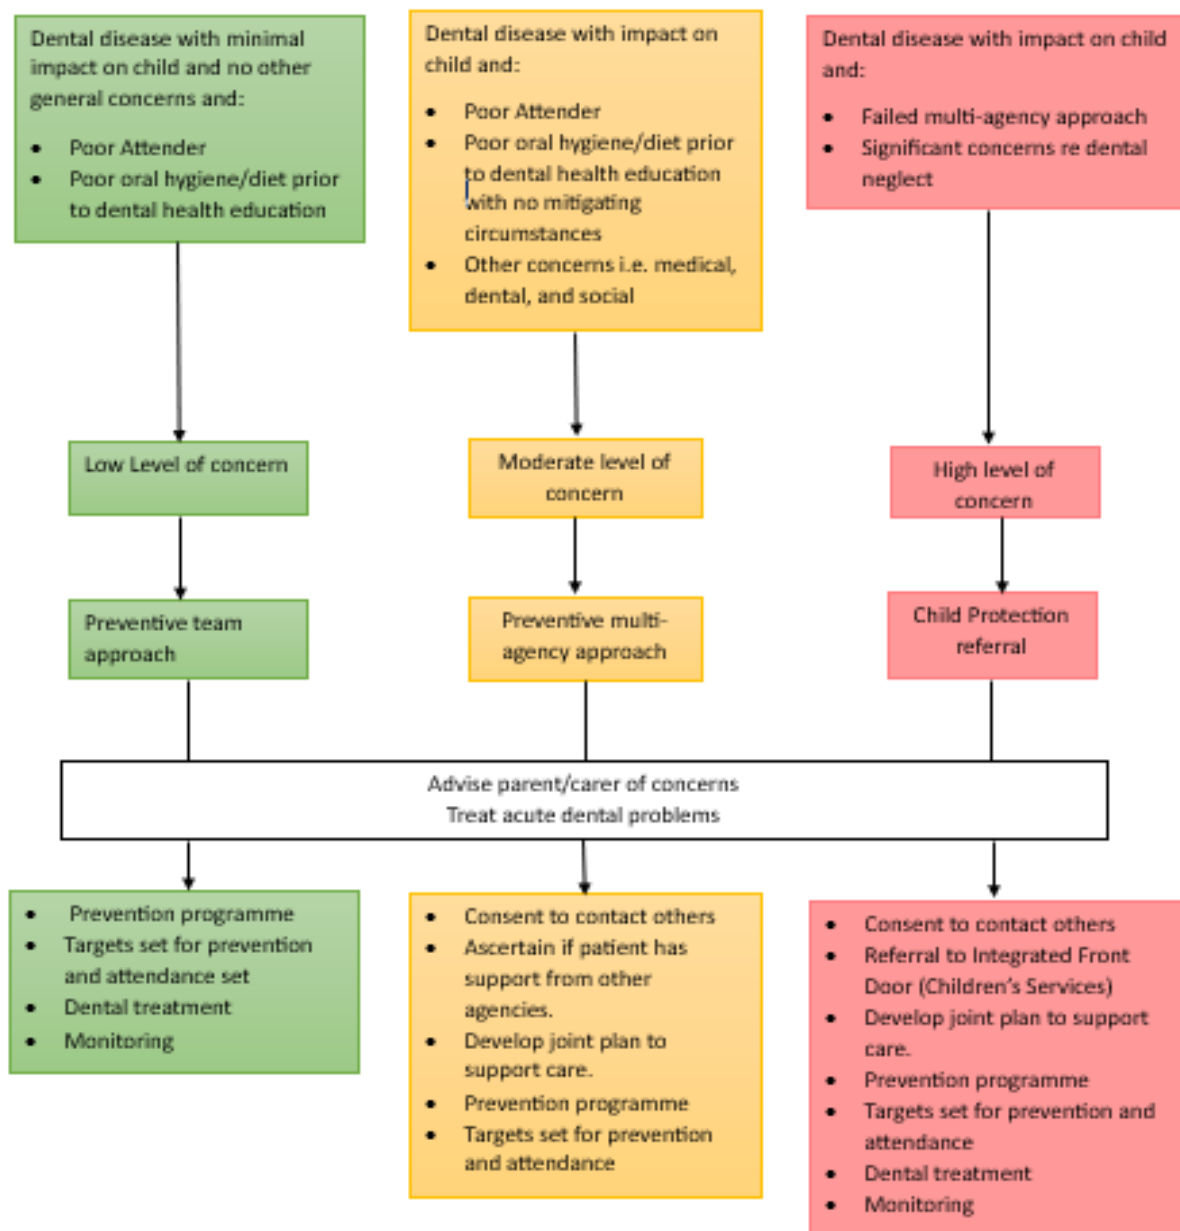 Dental disease with minimal
impact on child and no other
general concerns and:
• Poor Attender
• Poor oral hygiene/diet prior
to dental health education
Dental disease with impact on
child and:
• Poor Attender
• Poor oral hygiene/diet prior
to dental health education
with no mitigating
circumstances
• Other concerns i.e. medical,
dental, and social
Dental disease with impact on child
and:
• Failed multi-agency approach
• Significant concerns re dental
neglect
Low Level of concern
Moderate level of
concern
High level of
concern
Preventive team
approach
Preventive multi-
agency approach
Child Protection
referral
Advise parent/carer of concerns
Treat acute dental problems
• Prevention programme
• Targets set for prevention
and attendance set
• Dental treatment
• Monitoring
• Consent to contact others
• Ascertain if patient has
support from other
agencies.
• Develop joint plan to
support care.
• Prevention programme
• Targets set for prevention
and attendance
• Consent to contact others
• Referral to Integrated Front
Door (Children's Services)
• Develop joint plan to support
care.
• Prevention programme
• Targets set for prevention and
attendance
• Dental treatment
• Monitoring